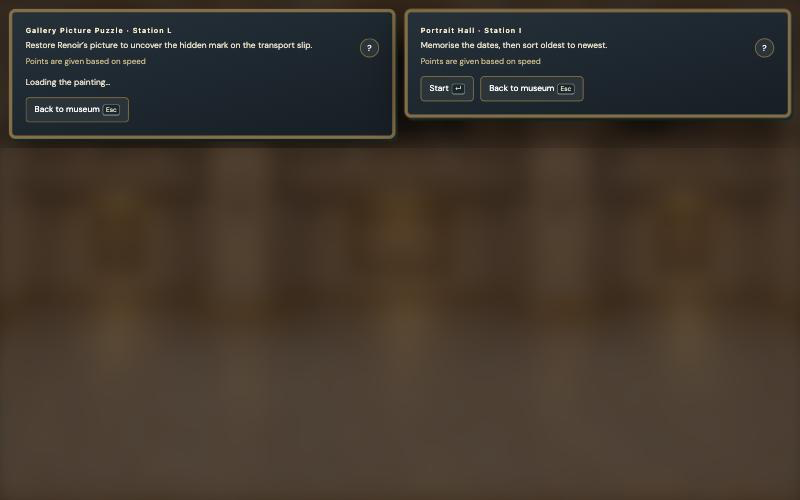 Gallery Picture Puzzle · Station L
Restore Renoir's picture to uncover the hidden mark on the transport slip.
Points are given based on speed
?
Loading the painting…
Back to museum Esc
Portrait Hall · Station I
Memorise the dates, then sort oldest to newest.
Points are given based on speed
?
Start ↵
Back to museum Esc